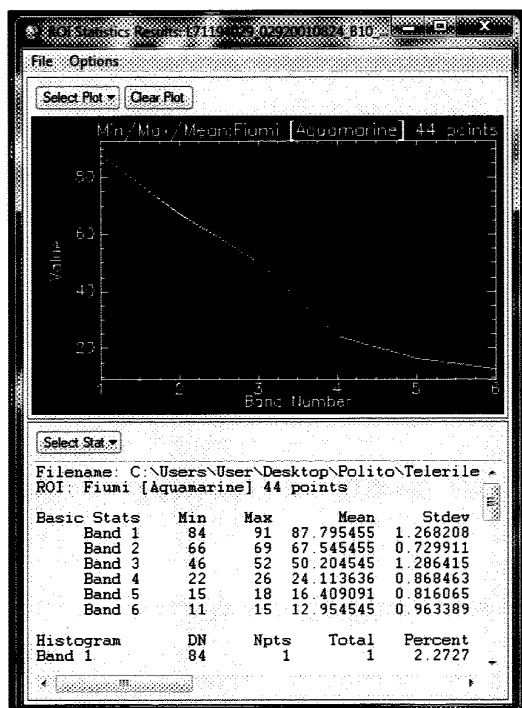 ROI Statistics Results: L71194029_02920010824_B10_
File Options
Select Plot Clear Plot
Min/Max/Mean:Fiumi [Aquamarine] 44 points
Value
80
60
40
20
1 2 3 4 5 6
Band Number
Select Stat
Filename: C:\Users\User\Desktop\Polito\Telerile
ROI: Fiumi [Aquamarine] 44 points
Basic Stats Min Max Mean Stdev
Band 1 84 91 87.795455 1.268208
Band 2 66 69 67.545455 0.729911
Band 3 46 52 50.204545 1.286415
Band 4 22 26 24.113636 0.868463
Band 5 15 18 16.409091 0.816065
Band 6 11 15 12.954545 0.963389
Histogram DN Npts Total Percent
Band 1 84 1 1 2.2727